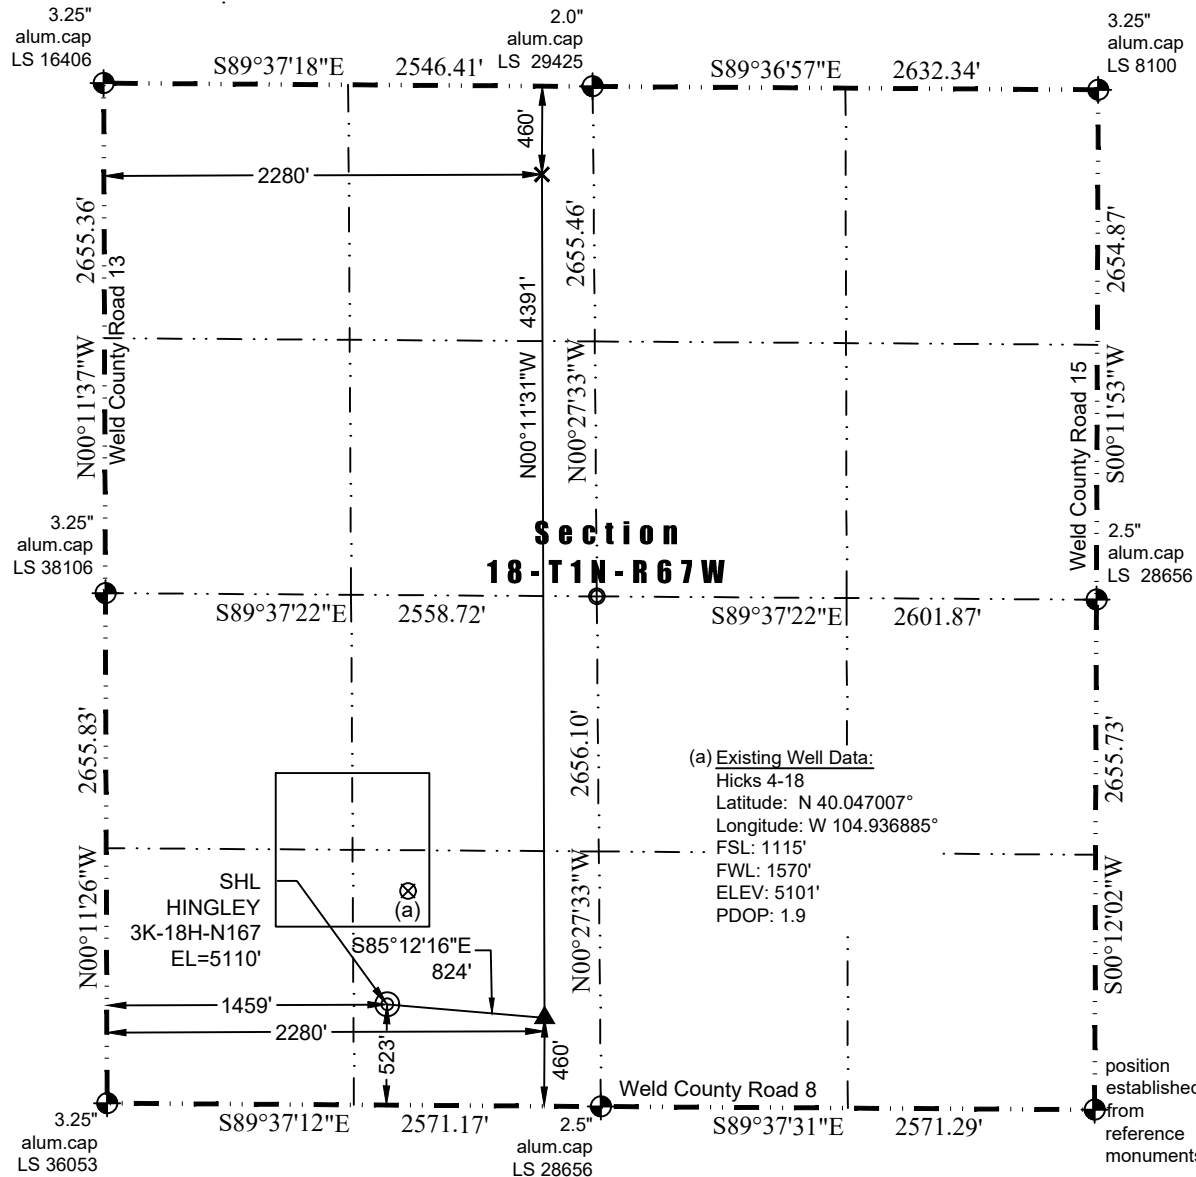 3.25"
alum.cap
LS 16406
2.0"
alum.cap
LS 29425
3.25"
alum.cap
LS 8100
S89°37'18"E 2546.41'
S89°36'57"E 2632.34'
460'
2280'
2655.36'
N00°11'37"W
Weld County Road 13
4391'
N00°11'31"W
2655.46'
N00°27'33"W
2654.87'
S00°11'53"W
Weld County Road 15
3.25"
alum.cap
LS 38106
Section
18-T1N-R67W
2.5"
alum.cap
LS 28656
S89°37'22"E 2558.72'
S89°37'22"E 2601.87'
2655.83'
N00°11'26"W
2656.10'
N00°27'33"W
2655.73'
S00°12'02"W
(a) Existing Well Data:
Hicks 4-18
Latitude: N 40.047007°
Longitude: W 104.936885°
FSL: 1115'
FWL: 1570'
ELEV: 5101'
PDOP: 1.9
(a)
SHL
HINGLEY
3K-18H-N167
EL=5110'
S85°12'16"E
824'
1459'
2280'
523'
460'
Weld County Road 8
position
established
from
reference
monuments
S89°37'12"E 2571.17'
S89°37'31"E 2571.29'
3.25"
alum.cap
LS 36053
2.5"
alum.cap
LS 28656